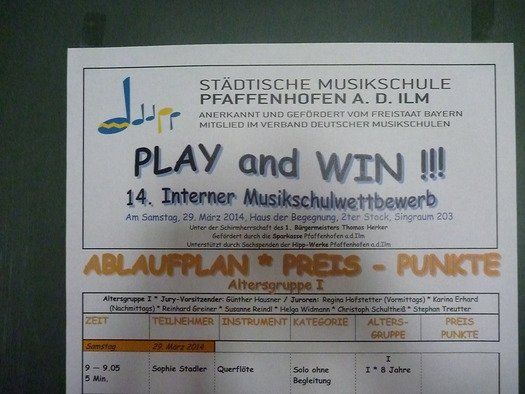 STÄDTISCHE MUSIKSCHULE
PFAFFENHOFEN A. D. ILM
ANERKANNT UND GEFÖRDERT VOM FREISTAAT BAYERN
MITGLIED IM VERBAND DEUTSCHER MUSIKSCHULEN
PLAY and WIN !!!
14. Interner Musikschulwettbewerb
Am Samstag, 29. März 2014, Haus der Begegnung, 2ter Stock, Singraum 203
Unter der Schirmherrschaft des 1. Bürgermeisters Thomas Herker
Gefördert durch die Sparkasse Pfaffenhofen a.d.Ilm
Unterstützt durch Sachspenden der Hipp-Werke Pfaffenhofen a.d.Ilm
ABLAUFPLAN * PREIS - PUNKTE
Altersgruppe I
Altersgruppe I * Jury-Vorsitzender: Günther Hausner / Juroren: Regina Hofstetter (Vormittags) * Karina Erhard
(Nachmittags) * Reinhard Greiner * Susanne Reindl * Helga Widmann * Christoph Schultheiß * Stephan Treutter
ZEIT TEILNEHMER INSTRUMENT KATEGORIE ALTERS- PREIS
GRUPPE PUNKTE
Samstag 29. März 2014
I
9 – 9.05 Sophie Stadler Querflöte Solo ohne I * 8 Jahre
5 Min. Begleitung